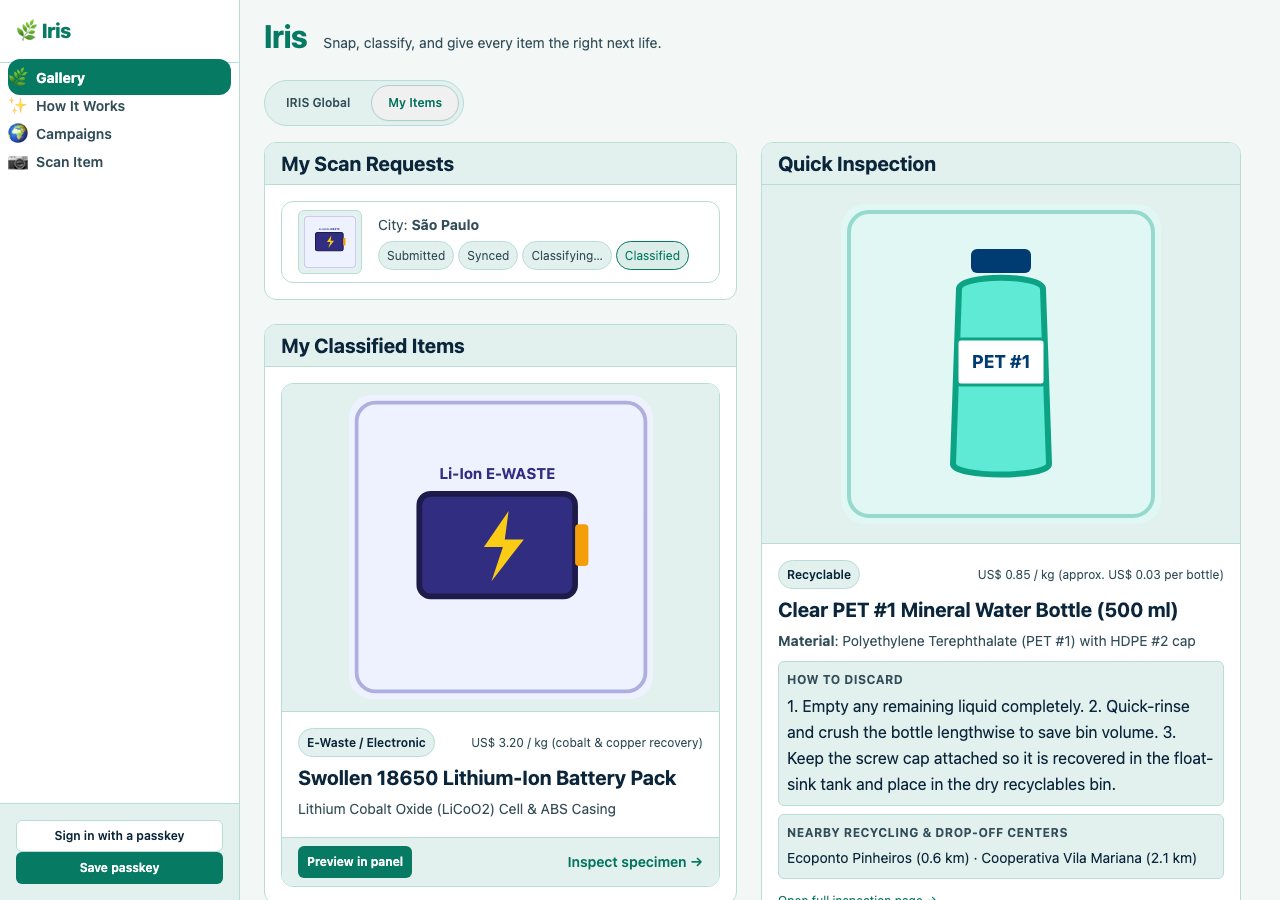 🌿 Iris
🌿 Gallery
✨ How It Works
🌍 Campaigns
📷 Scan Item
Sign in with a passkey
Save passkey
Iris
Snap, classify, and give every item the right next life.
IRIS Global
My Items
My Scan Requests
City: São Paulo
Submitted
Synced
Classifying...
Classified
My Classified Items
Li-Ion E-WASTE
E-Waste / Electronic
US$ 3.20 / kg (cobalt & copper recovery)
Swollen 18650 Lithium-Ion Battery Pack
Lithium Cobalt Oxide (LiCoO2) Cell & ABS Casing
Preview in panel
Inspect specimen →
Quick Inspection
PET #1
Recyclable
US$ 0.85 / kg (approx. US$ 0.03 per bottle)
Clear PET #1 Mineral Water Bottle (500 ml)
Material: Polyethylene Terephthalate (PET #1) with HDPE #2 cap
HOW TO DISCARD
1. Empty any remaining liquid completely. 2. Quick-rinse
and crush the bottle lengthwise to save bin volume. 3.
Keep the screw cap attached so it is recovered in the float-
sink tank and place in the dry recyclables bin.
NEARBY RECYCLING & DROP-OFF CENTERS
Ecoponto Pinheiros (0.6 km) · Cooperativa Vila Mariana (2.1 km)
Open full inspection page →